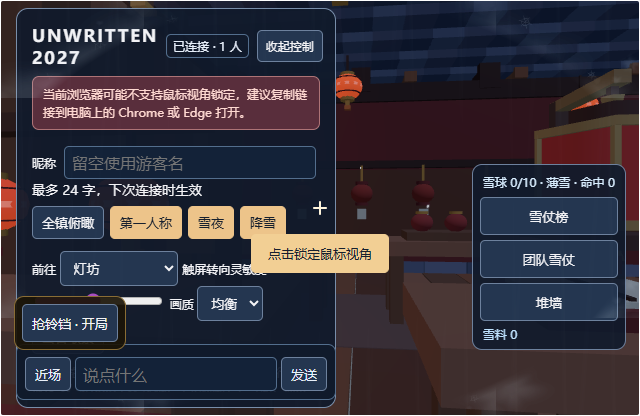 UNWRITTEN
2027
已连接 · 1 人
收起控制
当前浏览器可能不支持鼠标视角锁定，建议复制链
接到电脑上的 Chrome 或 Edge 打开。
昵称
留空使用游客名
最多 24 字，下次连接时生效
全镇俯瞰
第一人称
雪夜
降雪
点击锁定鼠标视角
前往
灯坊
触屏转向灵敏度
画质
均衡
抢铃铛 · 开局
近场
说点什么
发送
雪球 0/10 · 薄雪 · 命中 0
雪仗榜
团队雪仗
堆墙
雪料 0